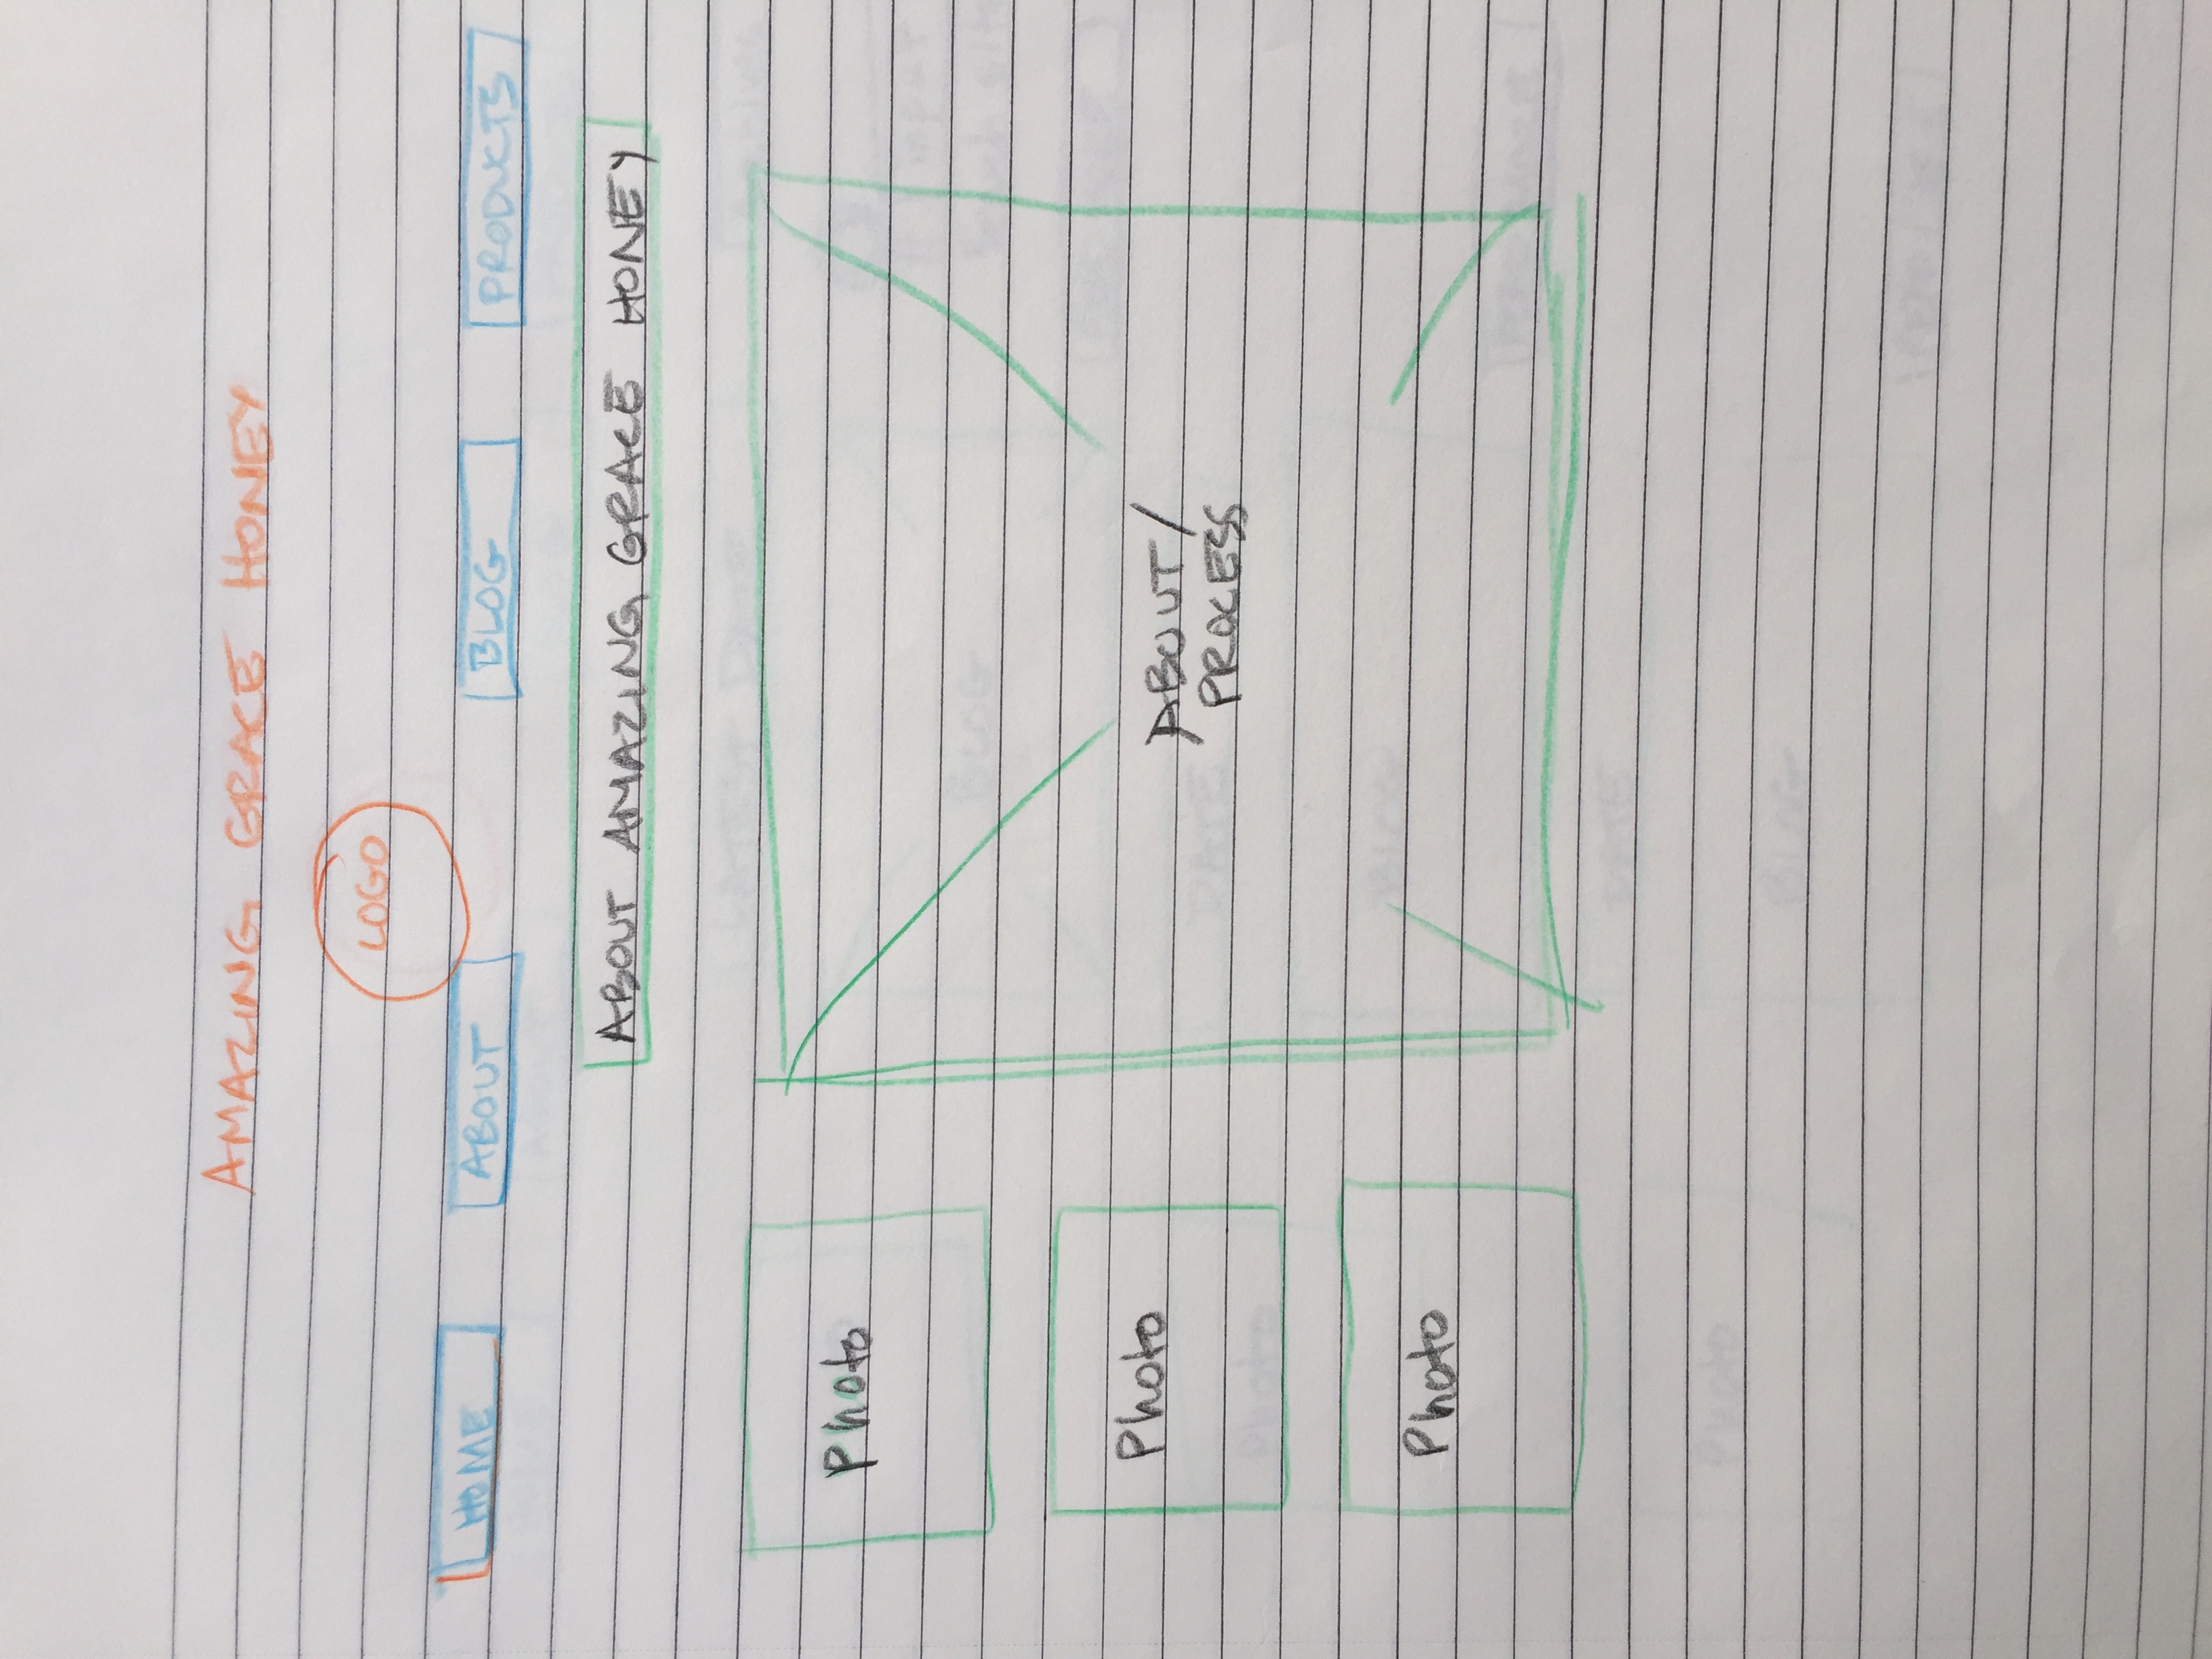 AMAZING GRACE HONEY
LOGO
HOME
ABOUT
BLOG
PRODUCTS
ABOUT AMAZING GRACE HONEY
Photo
Photo
Photo
ABOUT/
PROCESS